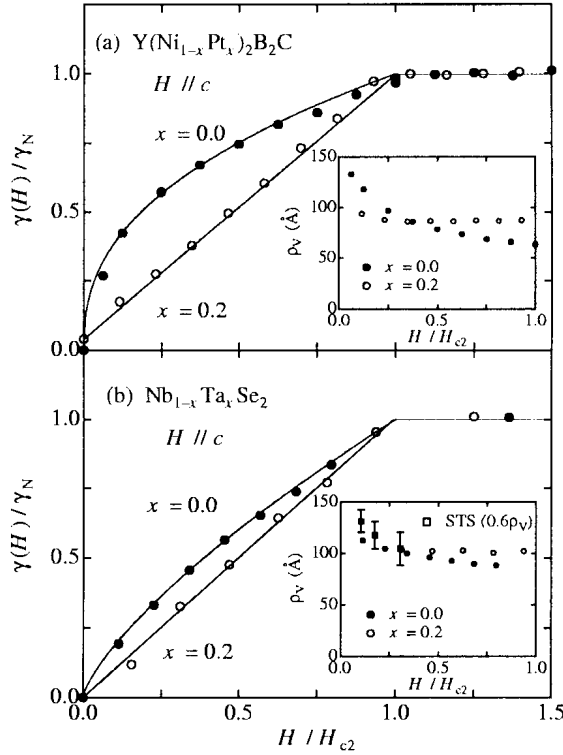 (a) Y(Ni₁₋ₓPtₓ)₂B₂C
H // c
x = 0.0
x = 0.2
γ(H) / γN
1.0
0.5
0.0
ρV (Å)
150
100
50
0
x = 0.0
x = 0.2
0.0 0.5 1.0
H / Hc2
(b) Nb₁₋ₓTaₓSe₂
H // c
x = 0.0
x = 0.2
γ(H) / γN
1.0
0.5
0.0
ρV (Å)
150
100
50
0
STS (0.6ρV)
x = 0.0
x = 0.2
0.0 0.5 1.0
H / Hc2
0.0 0.5 1.0 1.5
H / Hc2